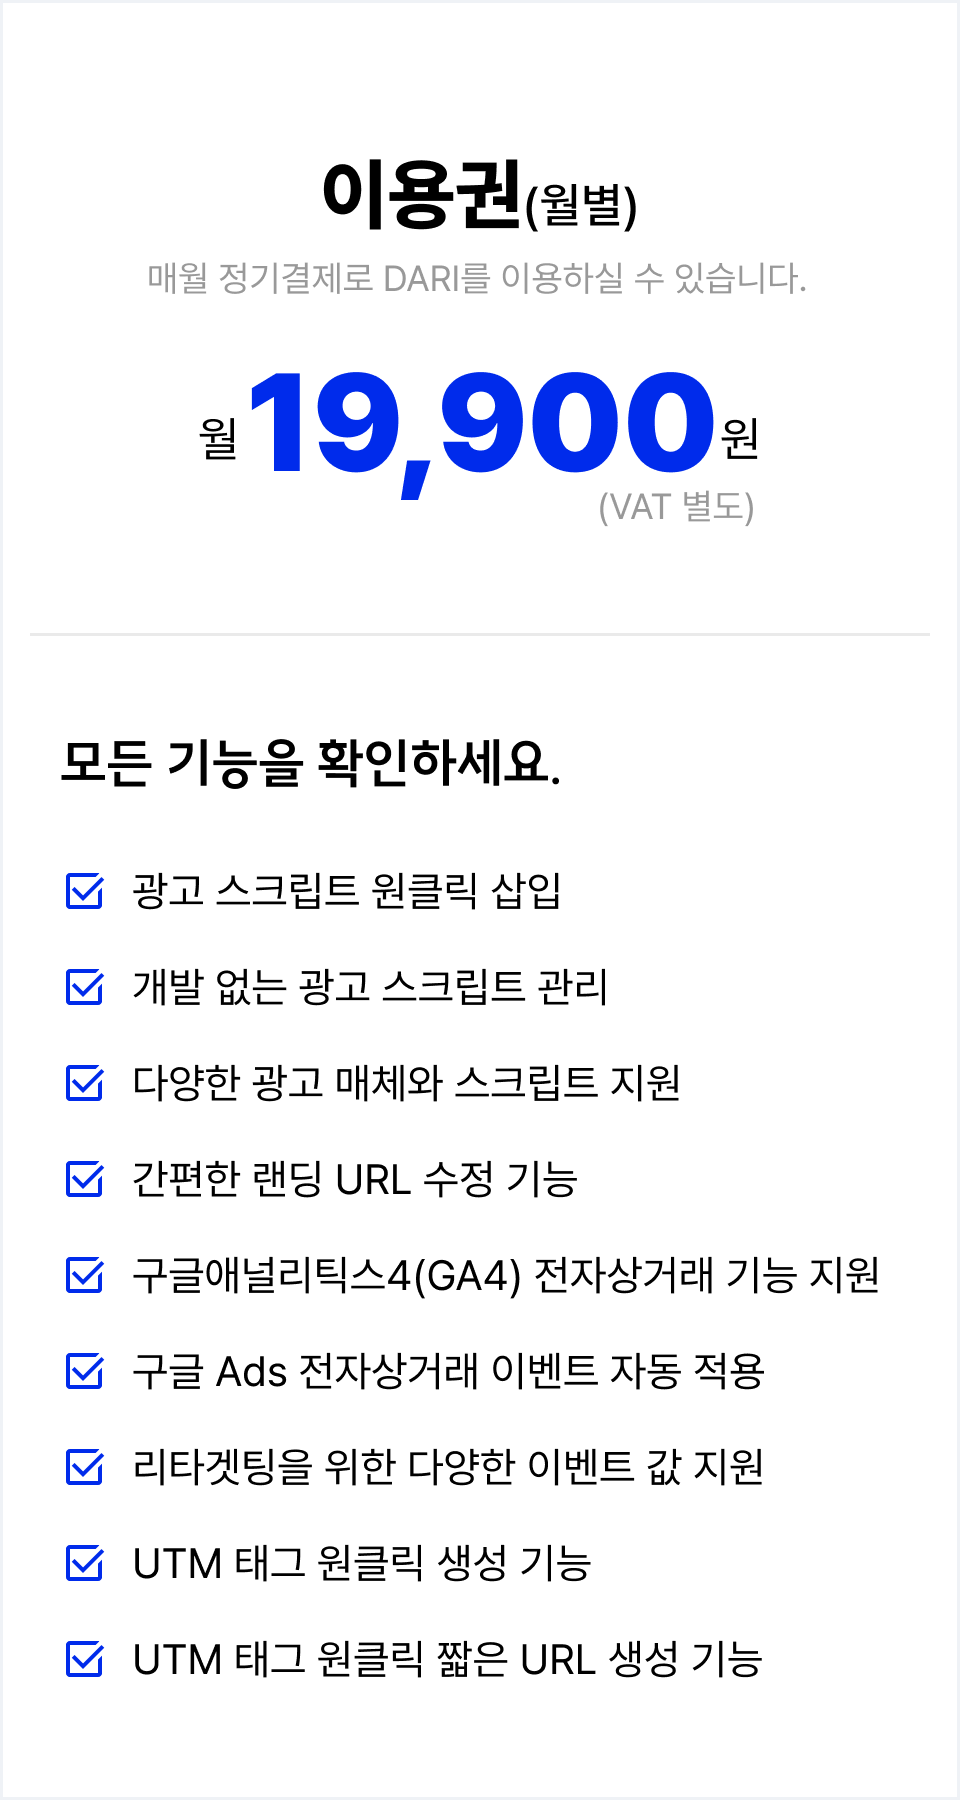 이용권(월별)
매월 정기결제로 DARI를 이용하실 수 있습니다.
월 19,900원
(VAT 별도)
모든 기능을 확인하세요.
광고 스크립트 원클릭 삽입
개발 없는 광고 스크립트 관리
다양한 광고 매체와 스크립트 지원
간편한 랜딩 URL 수정 기능
구글애널리틱스4(GA4) 전자상거래 기능 지원
구글 Ads 전자상거래 이벤트 자동 적용
리타겟팅을 위한 다양한 이벤트 값 지원
UTM 태그 원클릭 생성 기능
UTM 태그 원클릭 짧은 URL 생성 기능